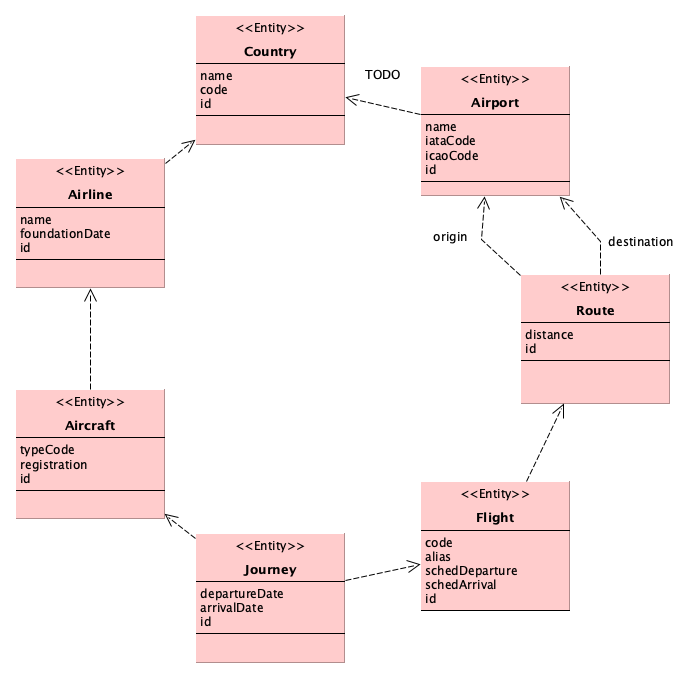 <<Entity>>
Country
name
code
id
TODO
<<Entity>>
Airport
name
iataCode
icaoCode
id
<<Entity>>
Airline
name
foundationDate
id
origin
destination
<<Entity>>
Route
distance
id
<<Entity>>
Aircraft
typeCode
registration
id
<<Entity>>
Flight
code
alias
schedDeparture
schedArrival
id
<<Entity>>
Journey
departureDate
arrivalDate
id